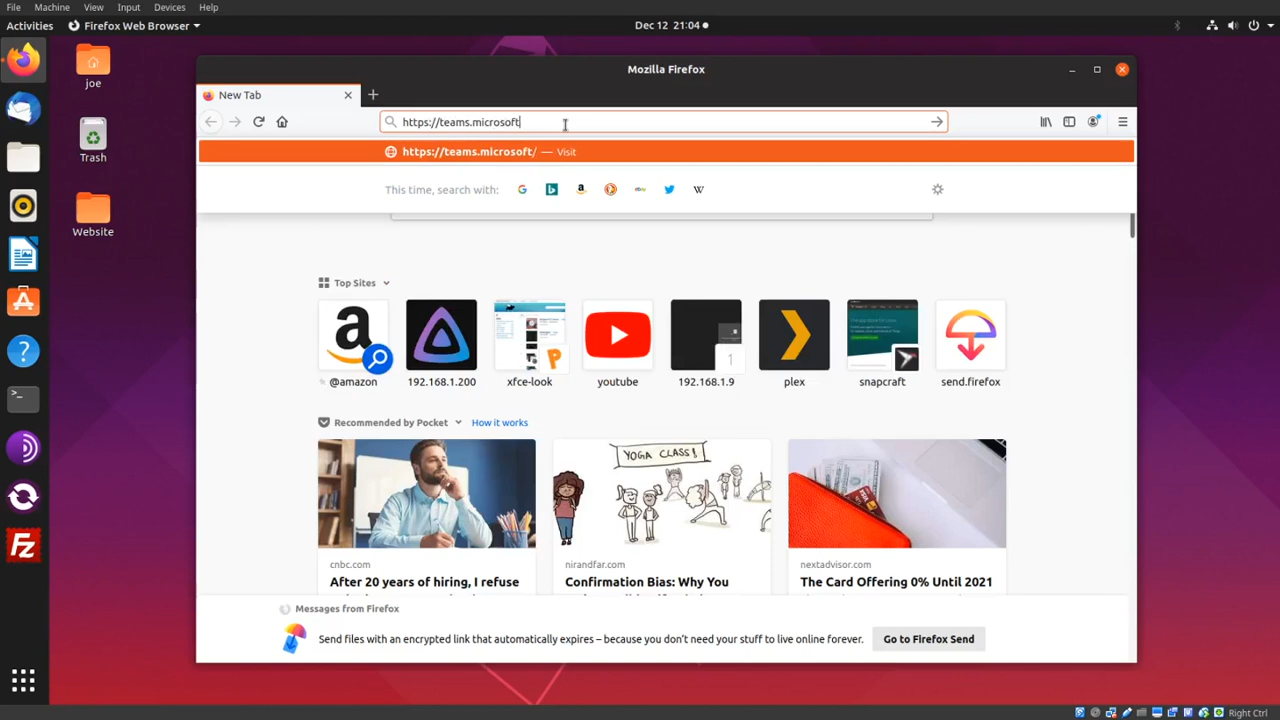 File Machine View Input Devices Help
Activities Firefox Web Browser Dec 12 21:04
Mozilla Firefox
New Tab
https://teams.microsoft
https://teams.microsoft/ — Visit
This time, search with:
joe
Trash
Website
Top Sites
@amazon 192.168.1.200 xfce-look youtube 192.168.1.9 plex snapcraft send.firefox
Recommended by Pocket How it works
YOGA CLASS!
cnbc.com nirandfar.com nextadvisor.com
After 20 years of hiring, I refuse Confirmation Bias: Why You The Card Offering 0% Until 2021
Messages from Firefox
Send files with an encrypted link that automatically expires – because you don't need your stuff to live online forever. Go to Firefox Send
Right Ctrl